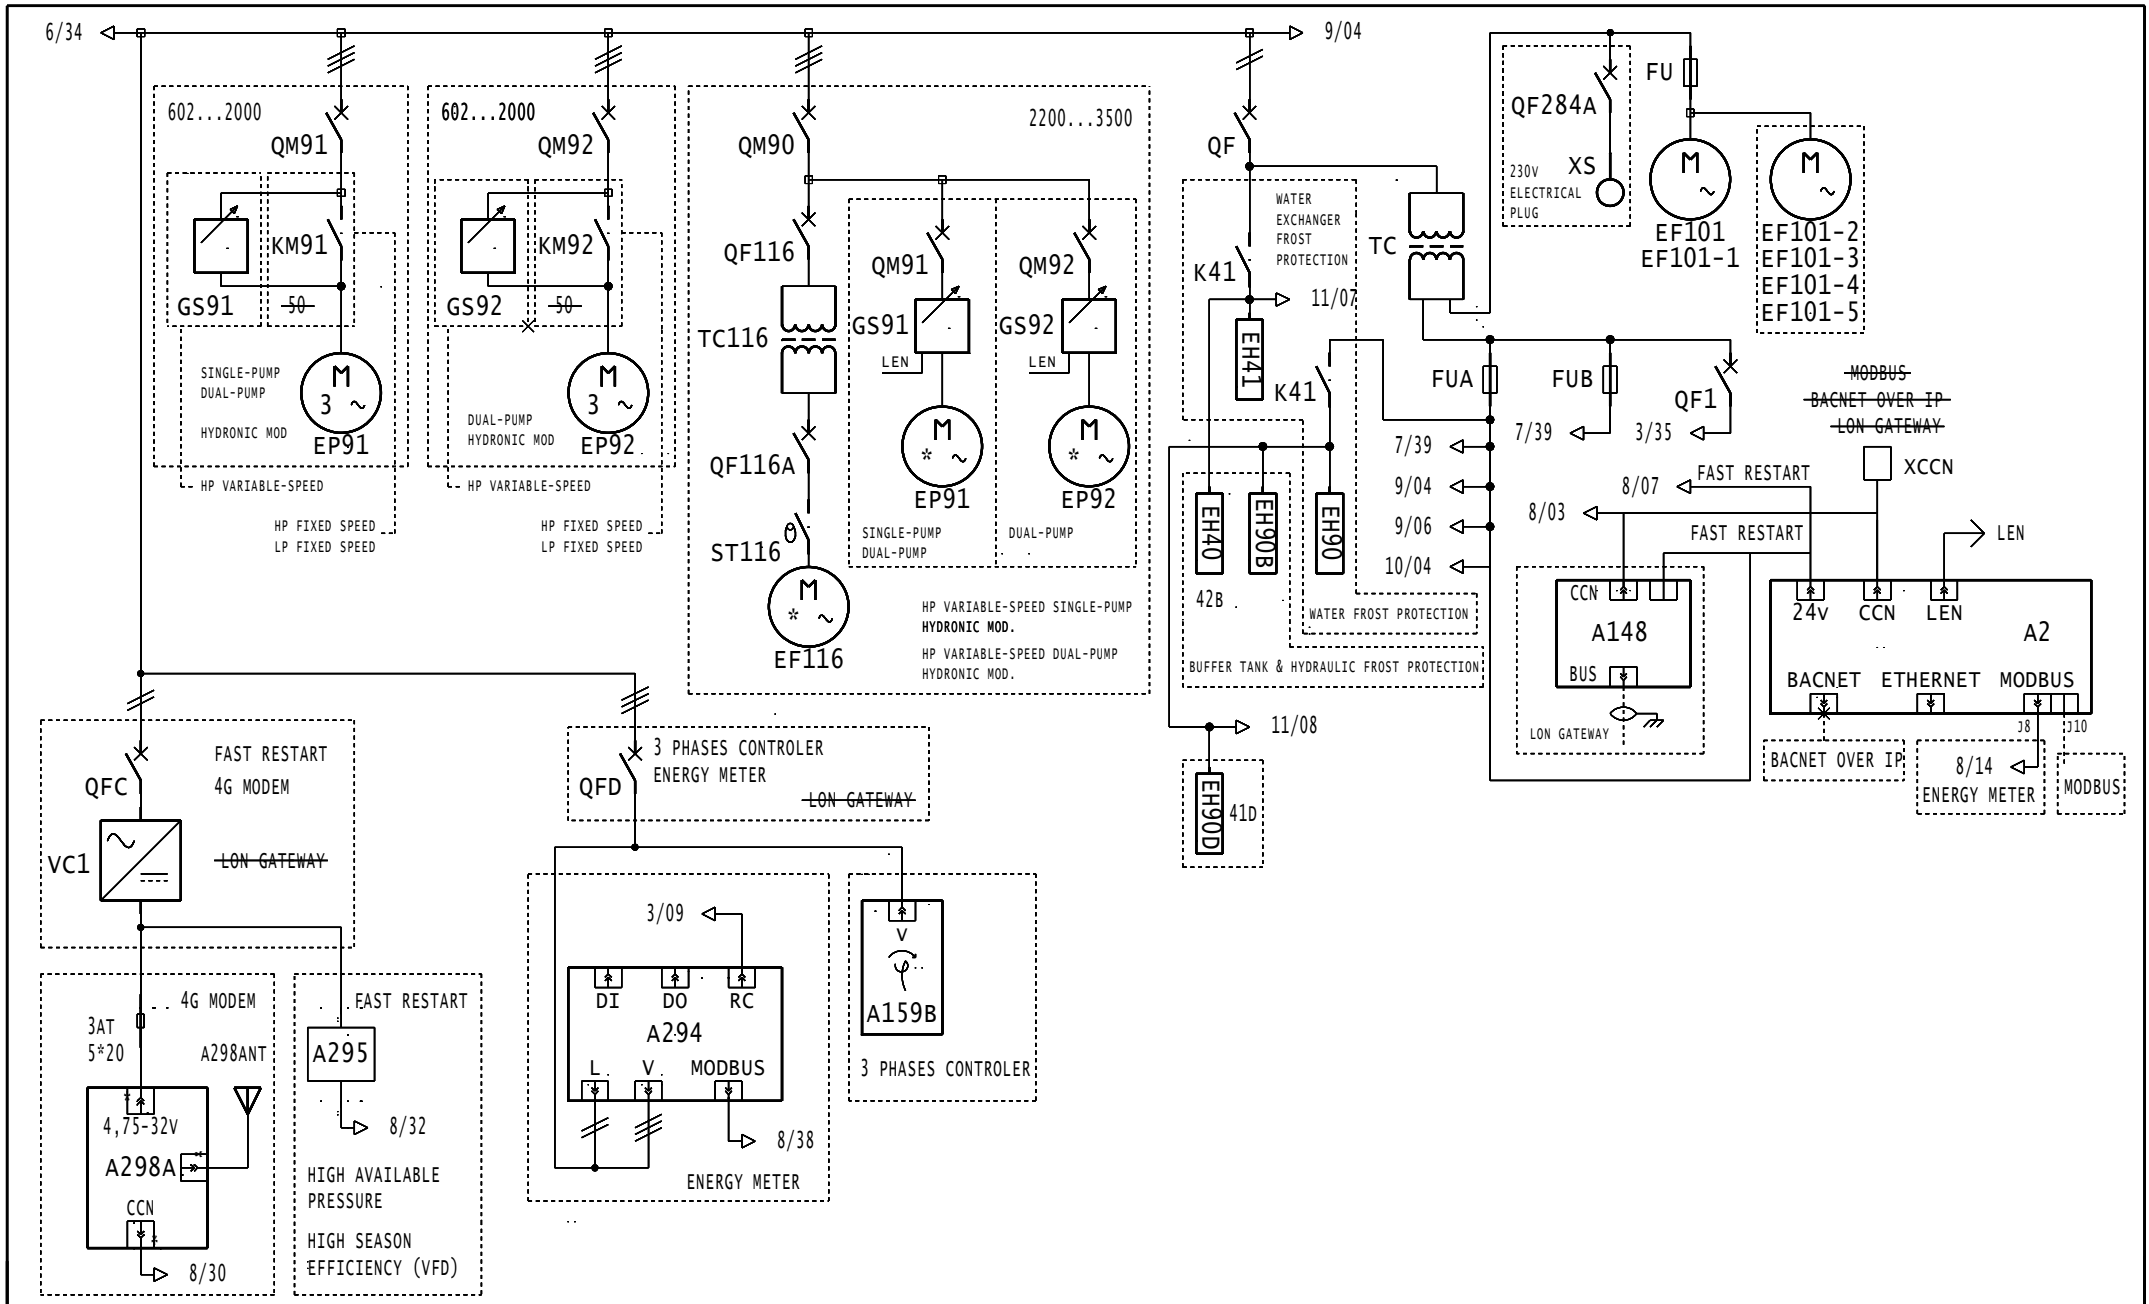 6/34
9/04
602...2000
QM91
GS91
KM91
50
SINGLE-PUMP
DUAL-PUMP
HYDRONIC MOD
M
3 ~
EP91
HP VARIABLE-SPEED
HP FIXED SPEED
LP FIXED SPEED
602...2000
QM92
GS92
KM92
50
DUAL-PUMP
HYDRONIC MOD
M
3 ~
EP92
HP VARIABLE-SPEED
HP FIXED SPEED
LP FIXED SPEED
2200...3500
QM90
QF116
TC116
QF116A
ST116
M
* ~
EF116
QM91
GS91
LEN
M
* ~
EP91
SINGLE-PUMP
DUAL-PUMP
QM92
GS92
LEN
M
* ~
EP92
DUAL-PUMP
HP VARIABLE-SPEED SINGLE-PUMP
HYDRONIC MOD.
HP VARIABLE-SPEED DUAL-PUMP
HYDRONIC MOD.
QF
WATER
EXCHANGER
FROST
PROTECTION
K41
11/07
EH41
K41
EH40
EH90B
EH90
42B
WATER FROST PROTECTION
BUFFER TANK & HYDRAULIC FROST PROTECTION
11/08
EH90D
41D
TC
QF284A
XS
230V
ELECTRICAL
PLUG
FU
M
~
EF101
EF101-1
M
~
EF101-2
EF101-3
EF101-4
EF101-5
FUA
FUB
QF1
7/39
7/39
3/35
9/04
9/06
10/04
MODBUS
BACNET OVER IP
LON GATEWAY
XCCN
FAST RESTART
8/07
8/03
FAST RESTART
LEN
CCN
A148
BUS
LON GATEWAY
24V
CCN
LEN
A2
BACNET
ETHERNET
MODBUS
J8
J10
BACNET OVER IP
8/14
ENERGY METER
MODBUS
QFC
FAST RESTART
4G MODEM
VC1
LON GATEWAY
QFD
3 PHASES CONTROLER
ENERGY METER
LON GATEWAY
4G MODEM
3AT
5*20
A298ANT
4,75-32V
A298A
CCN
8/30
FAST RESTART
A295
8/32
HIGH AVAILABLE
PRESSURE
HIGH SEASON
EFFICIENCY (VFD)
3/09
DI
DO
RC
A294
L
V
MODBUS
8/38
ENERGY METER
V
A159B
3 PHASES CONTROLER